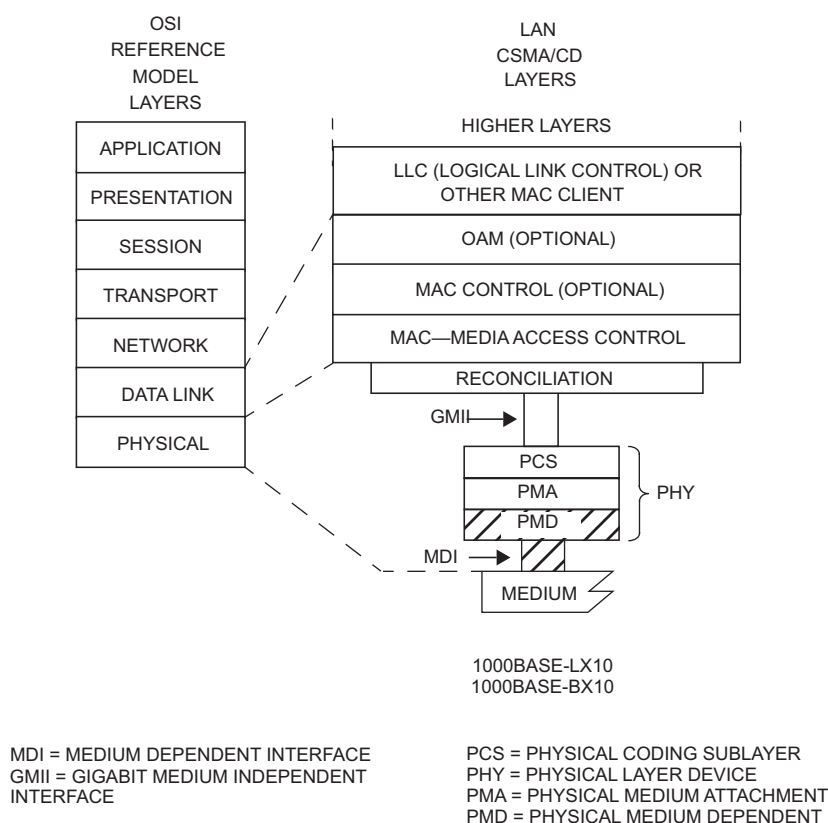 OSI
REFERENCE
MODEL
LAYERS
APPLICATION
PRESENTATION
SESSION
TRANSPORT
NETWORK
DATA LINK
PHYSICAL
LAN
CSMA/CD
LAYERS
HIGHER LAYERS
LLC (LOGICAL LINK CONTROL) OR
OTHER MAC CLIENT
OAM (OPTIONAL)
MAC CONTROL (OPTIONAL)
MAC—MEDIA ACCESS CONTROL
RECONCILIATION
GMII
PCS
PMA
PMD
PHY
MDI
MEDIUM
1000BASE-LX10
1000BASE-BX10
MDI = MEDIUM DEPENDENT INTERFACE
GMII = GIGABIT MEDIUM INDEPENDENT
INTERFACE
PCS = PHYSICAL CODING SUBLAYER
PHY = PHYSICAL LAYER DEVICE
PMA = PHYSICAL MEDIUM ATTACHMENT
PMD = PHYSICAL MEDIUM DEPENDENT